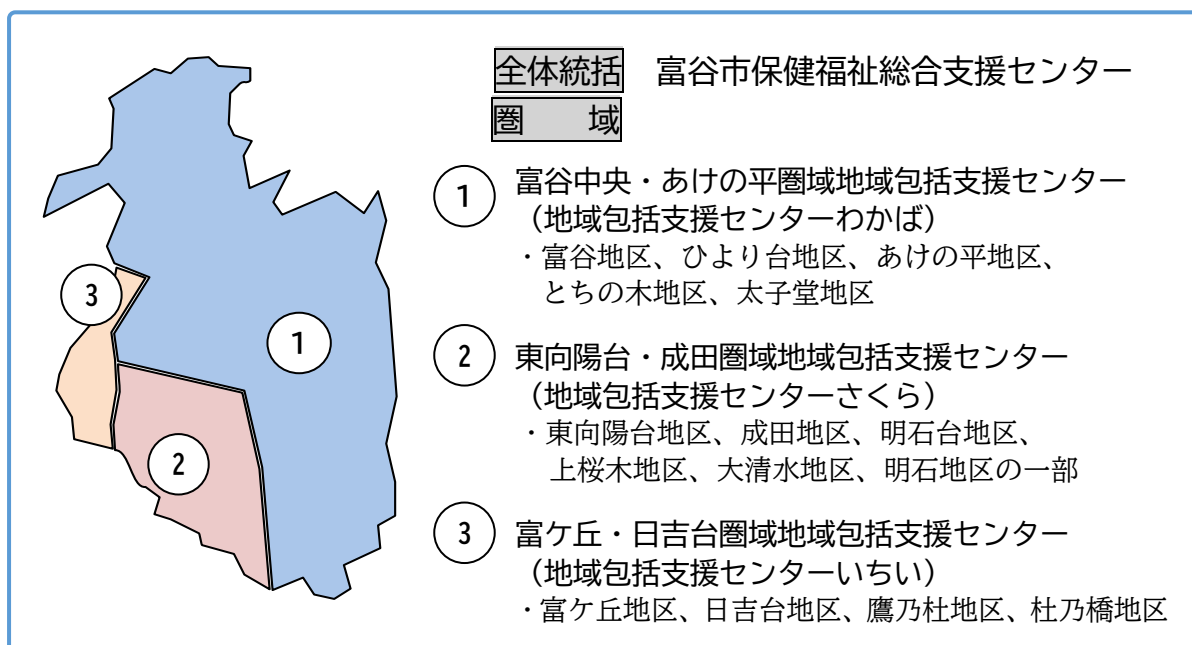 全体統括 富谷市保健福祉総合支援センター
圏 域
1 富谷中央・あけの平圏域地域包括支援センター
（地域包括支援センターわかば）
・富谷地区、ひより台地区、あけの平地区、
とちの木地区、太子堂地区
2 東向陽台・成田圏域地域包括支援センター
（地域包括支援センターさくら）
・東向陽台地区、成田地区、明石台地区、
上桜木地区、大清水地区、明石地区の一部
3 富ケ丘・日吉台圏域地域包括支援センター
（地域包括支援センターいちい）
・富ケ丘地区、日吉台地区、鷹乃杜地区、杜乃橋地区
3
1
2